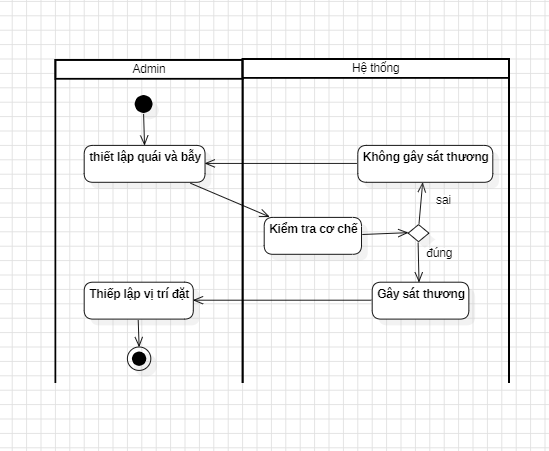 Admin
Hệ thống
thiết lập quái và bẫy
Không gây sát thương
sai
Kiểm tra cơ chế
đúng
Thiếp lập vị trí đặt
Gây sát thương